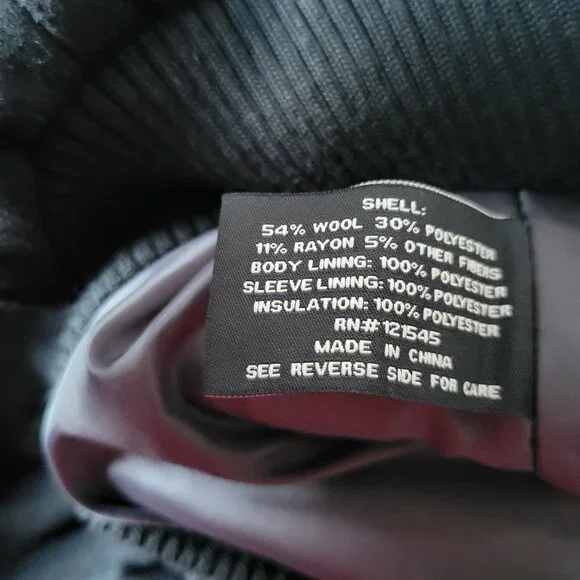 SHELL:
54% WOOL 30% POLYESTER
11% RAYON 5% OTHER FIBERS
BODY LINING: 100% POLYESTER
SLEEVE LINING: 100% POLYESTER
INSULATION: 100% POLYESTER
RN# 121545
MADE IN CHINA
SEE REVERSE SIDE FOR CARE